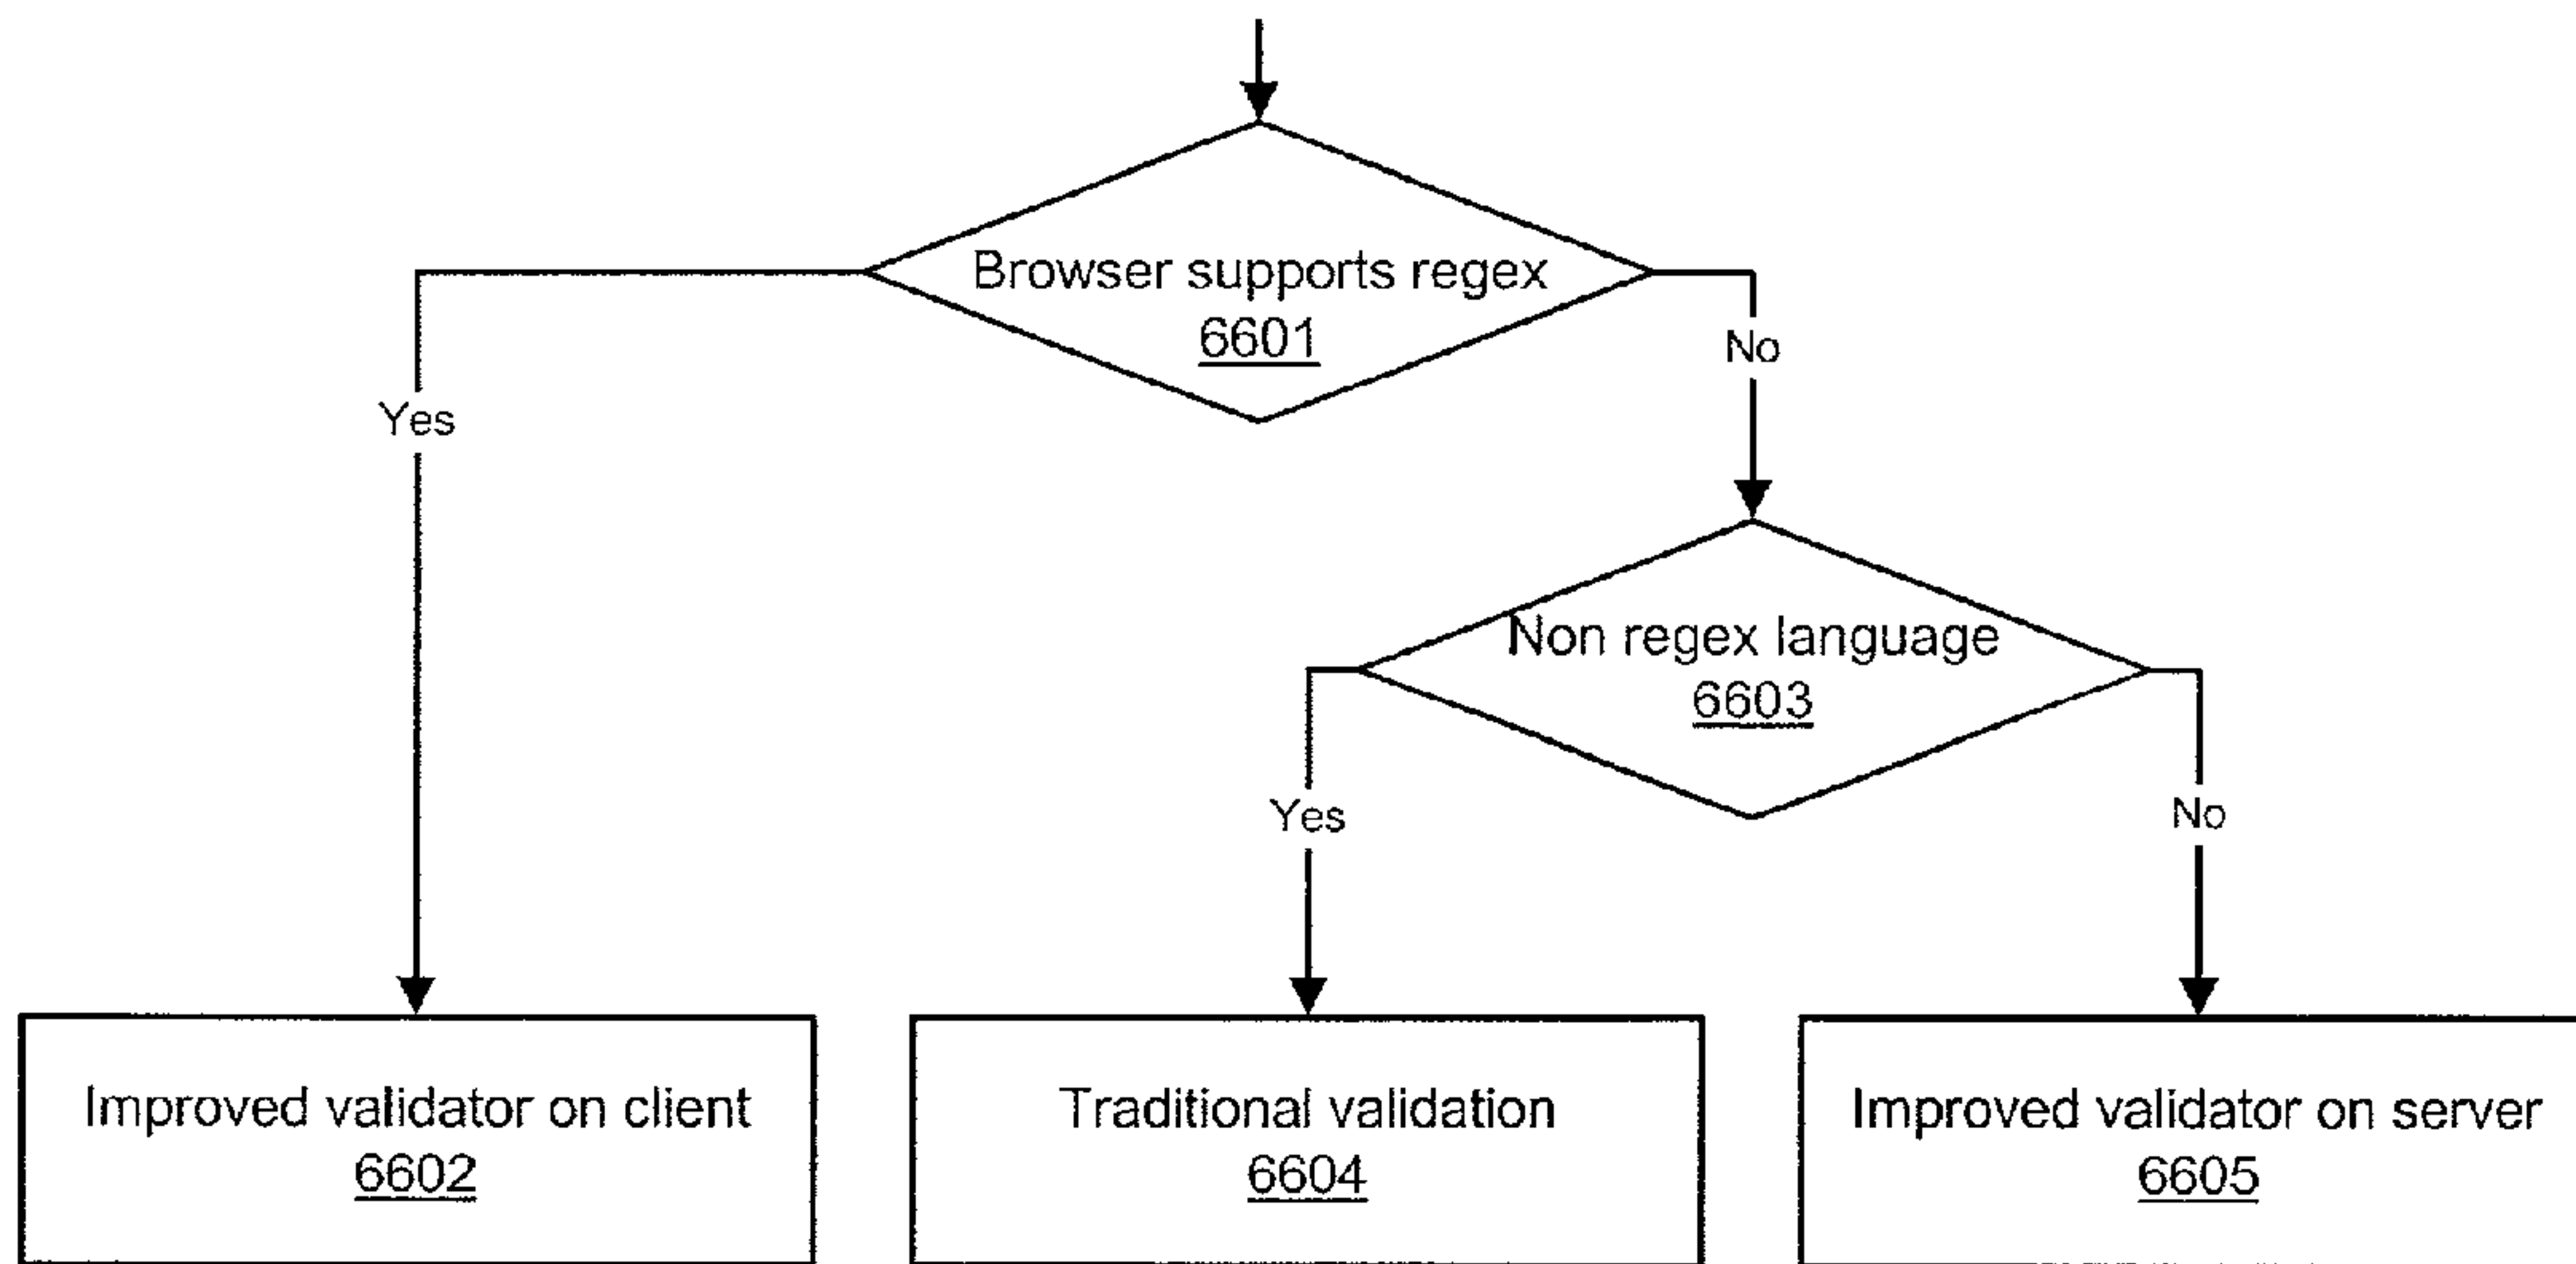 Browser supports regex
6601
No
Yes
Non regex language
6603
Yes
No
Improved validator on client
6602
Traditional validation
6604
Improved validator on server
6605